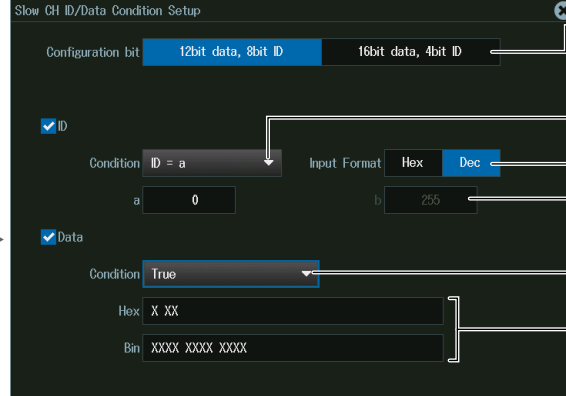 Slow CH ID/Data Condition Setup
Configuration bit 12bit data, 8bit ID 16bit data, 4bit ID
ID
Condition ID = a Input Format Hex Dec
a 0 b 255
Data
Condition True
Hex X XX
Bin XXXX XXXX XXXX